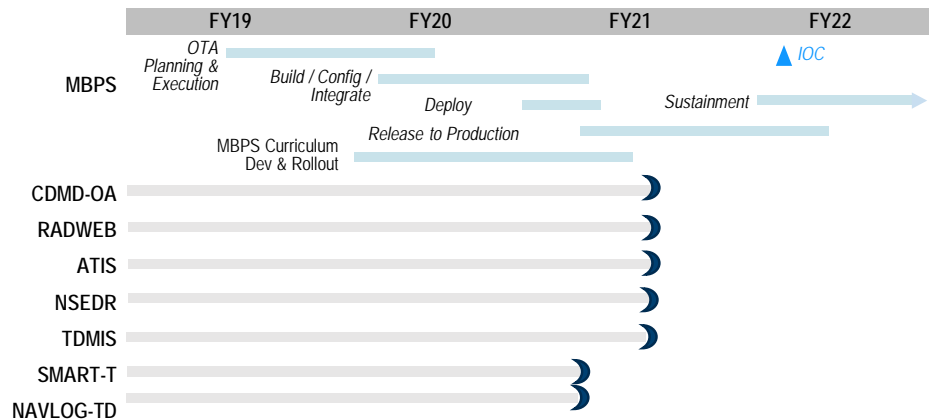 FY19 FY20 FY21 FY22
OTA
Planning &
Execution
IOC
MBPS
Build / Config /
Integrate
Deploy
Sustainment
Release to Production
MBPS Curriculum
Dev & Rollout
CDMD-OA
RADWEB
ATIS
NSEDR
TDMIS
SMART-T
NAVLOG-TD